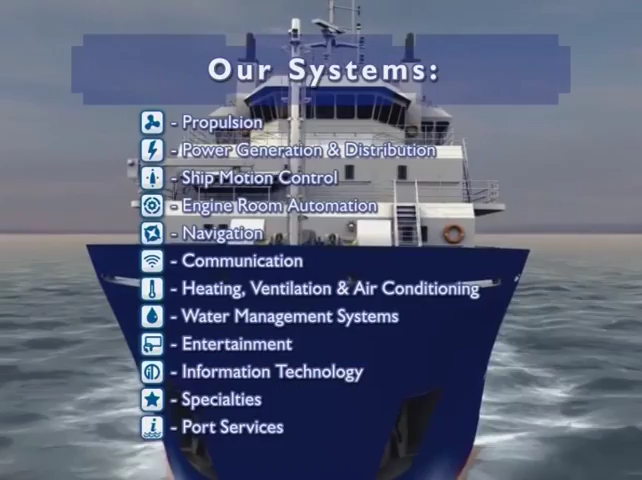 Our Systems:
- Propulsion
- Power Generation & Distribution
- Ship Motion Control
- Engine Room Automation
- Navigation
- Communication
- Heating, Ventilation & Air Conditioning
- Water Management Systems
- Entertainment
- Information Technology
- Specialties
- Port Services